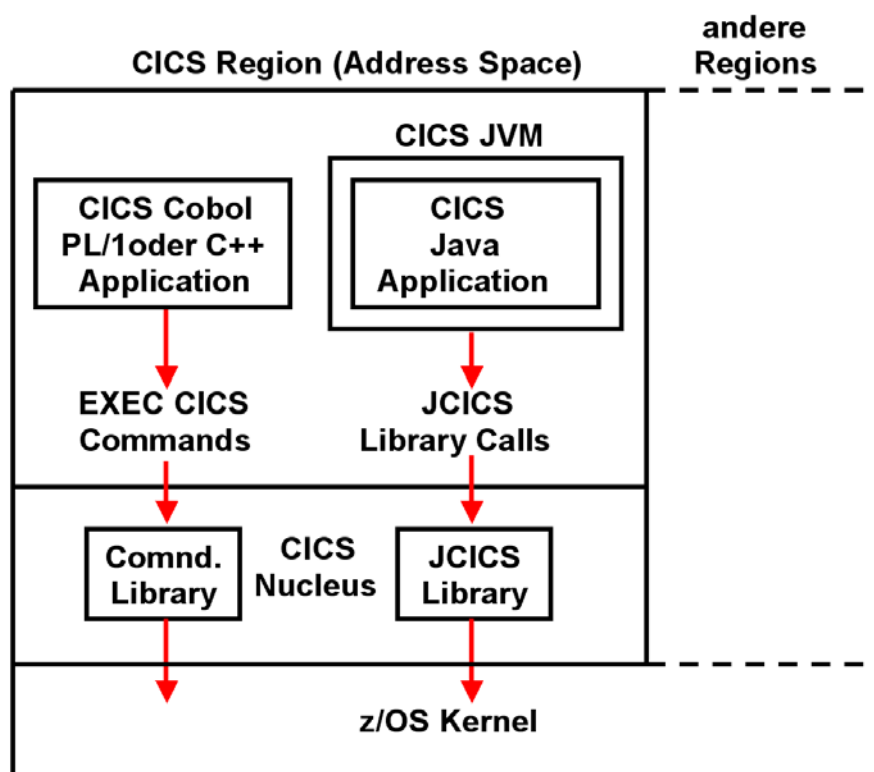 andere
Regions
CICS Region (Address Space)
CICS JVM
CICS Cobol
PL/1oder C++
Application
CICS
Java
Application
EXEC CICS
Commands
JCICS
Library Calls
Comnd.
Library
CICS
Nucleus
JCICS
Library
z/OS Kernel